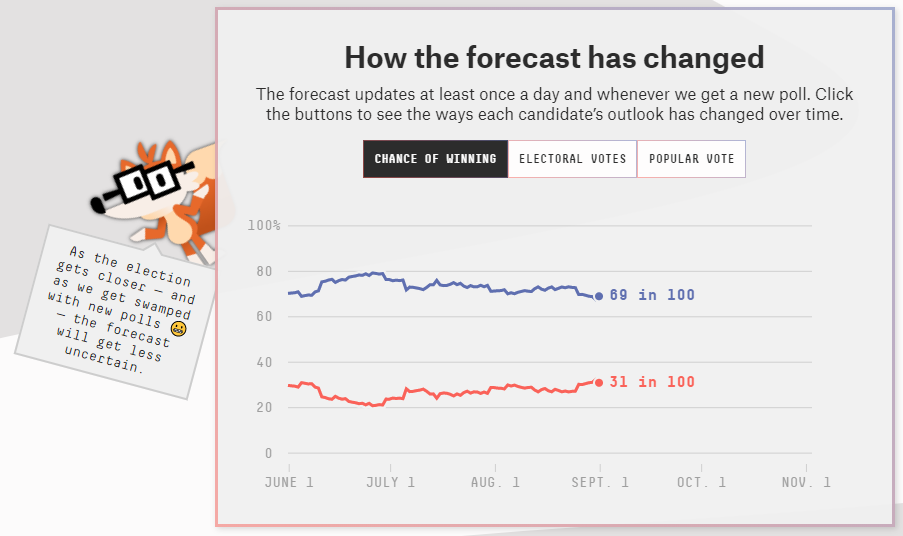 How the forecast has changed
The forecast updates at least once a day and whenever we get a new poll. Click
the buttons to see the ways each candidate’s outlook has changed over time.
CHANCE OF WINNING
ELECTORAL VOTES
POPULAR VOTE
As the election
gets closer — and
as we get swamped
with new polls
— the forecast
will get less
uncertain.
100%
80
60
40
20
0
69 in 100
31 in 100
JUNE 1
JULY 1
AUG. 1
SEPT. 1
OCT. 1
NOV. 1